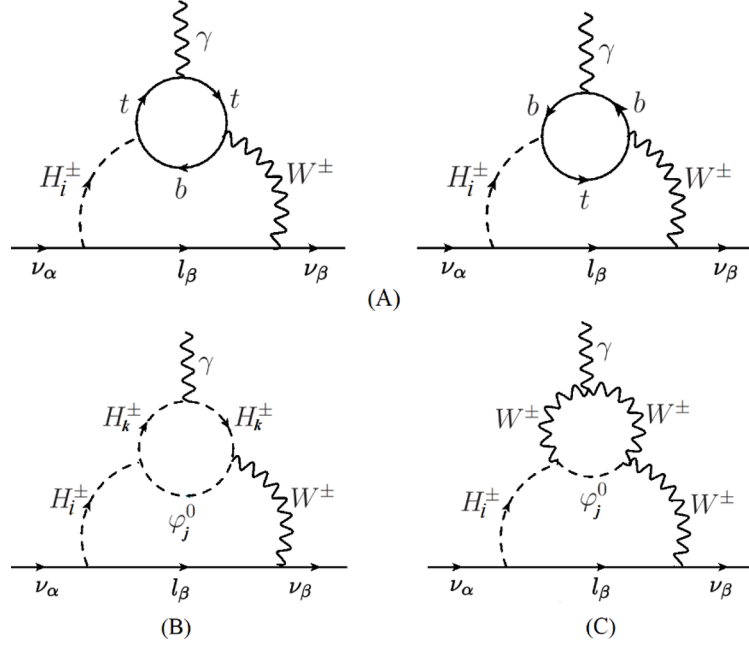 γ γ
t t b b
H_i^± b W^± H_i^± t W^±
ν_α l_β ν_β ν_α l_β ν_β
(A)
γ γ
H_k^± H_k^± W^± W^±
H_i^± φ_j^0 W^± H_i^± φ_j^0 W^±
ν_α l_β ν_β ν_α l_β ν_β
(B) (C)